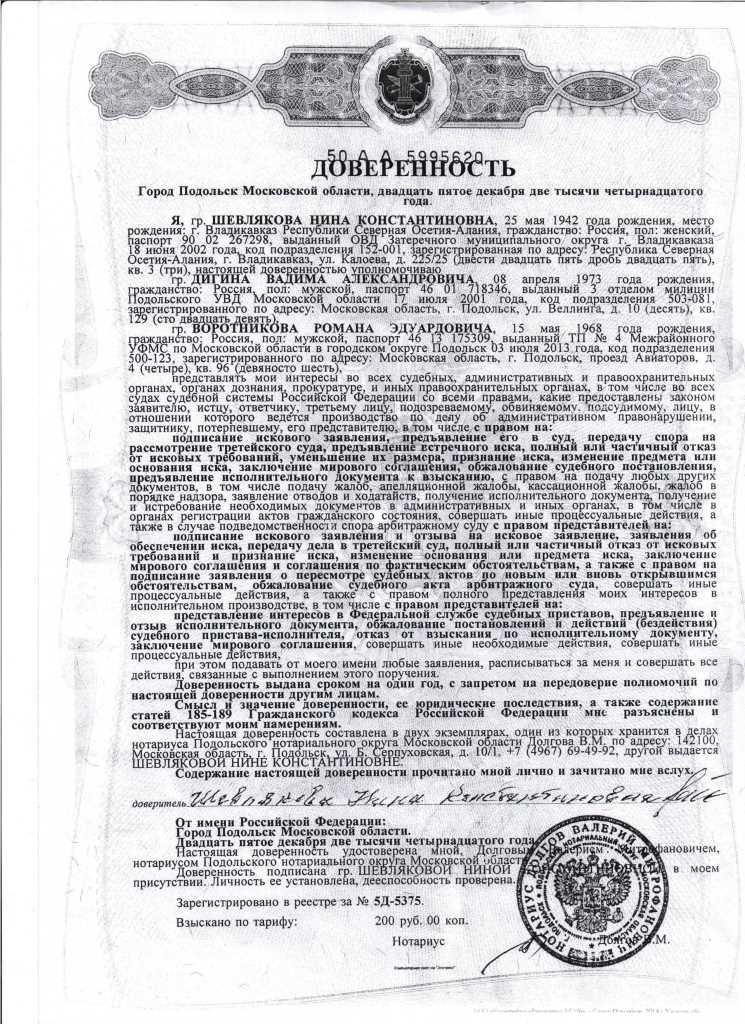 50 А А 5995620
ДОВЕРЕННОСТЬ
Город Подольск Московской области, двадцать пятое декабря две тысячи четырнадцатого
года.
Я, гр. ШЕВЛЯКОВА НИНА КОНСТАНТИНОВНА, 25 мая 1942 года рождения, место
рождения: г. Владикавказ Республики Северная Осетия-Алания, гражданство: Россия, пол: женский,
паспорт 90 02 267298, выданный ОВД Затеречного муниципального округа г. Владикавказа
18 июня 2002 года, код подразделения 152-001, зарегистрированная по адресу: Республика Северная
Осетия-Алания, г. Владикавказ, ул. Калоева, д. 225/25 (двести двадцать пять дробь двадцать пять),
кв. 3 (три), настоящей доверенностью уполномочиваю
гр. ДИГИНА ВАДИМА АЛЕКСАНДРОВИЧА, 08 апреля 1973 года рождения,
гражданство: Россия, пол: мужской, паспорт 46 01 718346, выданный 3 отделом милиции
Подольского УВД Московской области 17 июля 2001 года, код подразделения 503-081,
зарегистрированного по адресу: Московская область, г. Подольск, ул. Веллинга, д. 10 (десять), кв.
129 (сто двадцать девять),
гр. ВОРОТНИКОВА РОМАНА ЭДУАРДОВИЧА, 15 мая 1968 года рождения,
гражданство: Россия, пол: мужской, паспорт 46 13 175309, выданный ТП № 4 Межрайонного
УФМС по Московской области в городском округе Подольск 03 июля 2013 года, код подразделения
500-123, зарегистрированного по адресу: Московская область, г. Подольск, проезд Авиаторов, д.
4 (четыре), кв. 96 (девяносто шесть),
представлять мои интересы во всех судебных, административных и правоохранительных
органах, органах дознания, прокуратуре, и иных правоохранительных органах, в том числе во всех
судах судебной системы Российской Федерации со всеми правами, какие предоставлены законом
заявителю, истцу, ответчику, третьему лицу, подозреваемому, обвиняемому. подсудимому, лицу, в
отношении которого ведется производство по делу об административном правонарушении,
защитнику, потерпевшему, его представителю, в том числе с правом на:
подписание искового заявления, предъявление его в суд, передачу спора на
рассмотрение третейского суда, предъявление встречного иска, полный или частичный отказ
от исковых требований, уменьшение их размера, признание иска, изменение предмета или
основания иска, заключение мирового соглашения, обжалование судебного постановления,
предъявление исполнительного документа к взысканию, с правом на подачу любых других
документов, в том числе подачу жалоб, апелляционной жалобы, кассационной жалобы, жалоб в
порядке надзора, заявление отводов и ходатайств, получение исполнительного документа, получение
и истребование необходимых документов в административных и иных органах, в том числе в
органах регистрации актов гражданского состояния, совершать иные процессуальные действия, а
также в случае подведомственности спора арбитражному суду с правом представителей на:
подписание искового заявления и отзыва на исковое заявление, заявления об
обеспечении иска, передачу дела в третейский суд, полный или частичный отказ от исковых
требований и признание иска, изменение основания или предмета иска, заключение
мирового соглашения и соглашения по фактическим обстоятельствам, а также с правом на
подписание заявления о пересмотре судебных актов по новым или вновь открывшимся
обстоятельствам, обжалование судебного акта арбитражного суда, совершать иные
процессуальные действия, а также с правом полного представления моих интересов в
исполнительном производстве, в том числе с правом представителей на:
представление интересов в Федеральной службе судебных приставов, предъявление и
отзыв исполнительного документа, обжалование постановлений и действий (бездействия)
судебного пристава-исполнителя, отказ от взыскания по исполнительному документу,
заключение мирового соглашения, совершать иные необходимые действия, совершать иные
процессуальные действия,
при этом подавать от моего имени любые заявления, расписываться за меня и совершать все
действия, связанные с выполнением этого поручения.
Доверенность выдана сроком на один год, с запретом на передоверие полномочий по
настоящей доверенности другим лицам.
Смысл и значение доверенности, ее юридические последствия, а также содержание
статей 185-189 Гражданского кодекса Российской Федерации мне разъяснены и
соответствуют моим намерениям.
Настоящая доверенность составлена в двух экземплярах, один из которых хранится в делах
нотариуса Подольского нотариального округа Московской области Долгова В.М. по адресу: 142100,
Московская область, г. Подольск, ул. Б. Серпуховская, д. 10/1, +7 (4967) 69-49-92, другой выдается
ШЕВЛЯКОВОЙ НИНЕ КОНСТАНТИНОВНЕ.
Содержание настоящей доверенности прочитано мной лично и зачитано мне вслух.
доверитель Шевлякова Нина Константиновна
От имени Российской Федерации:
Город Подольск Московской области.
Двадцать пятое декабря две тысячи четырнадцатого года.
Настоящая доверенность удостоверена мной, Долговым Валерием Митрофановичем,
нотариусом Подольского нотариального округа Московской области
Доверенность подписана гр. ШЕВЛЯКОВОЙ НИНОЙ КОНСТАНТИНОВНОЙ в моем
присутствии. Личность ее установлена, дееспособность проверена.
Зарегистрировано в реестре за № 5Д-5375.
Взыскано по тарифу: 200 руб. 00 коп.
Нотариус Долгов В.М.
НОТАРИУС ДОЛГОВ ВАЛЕРИЙ МИТРОФАНОВИЧ